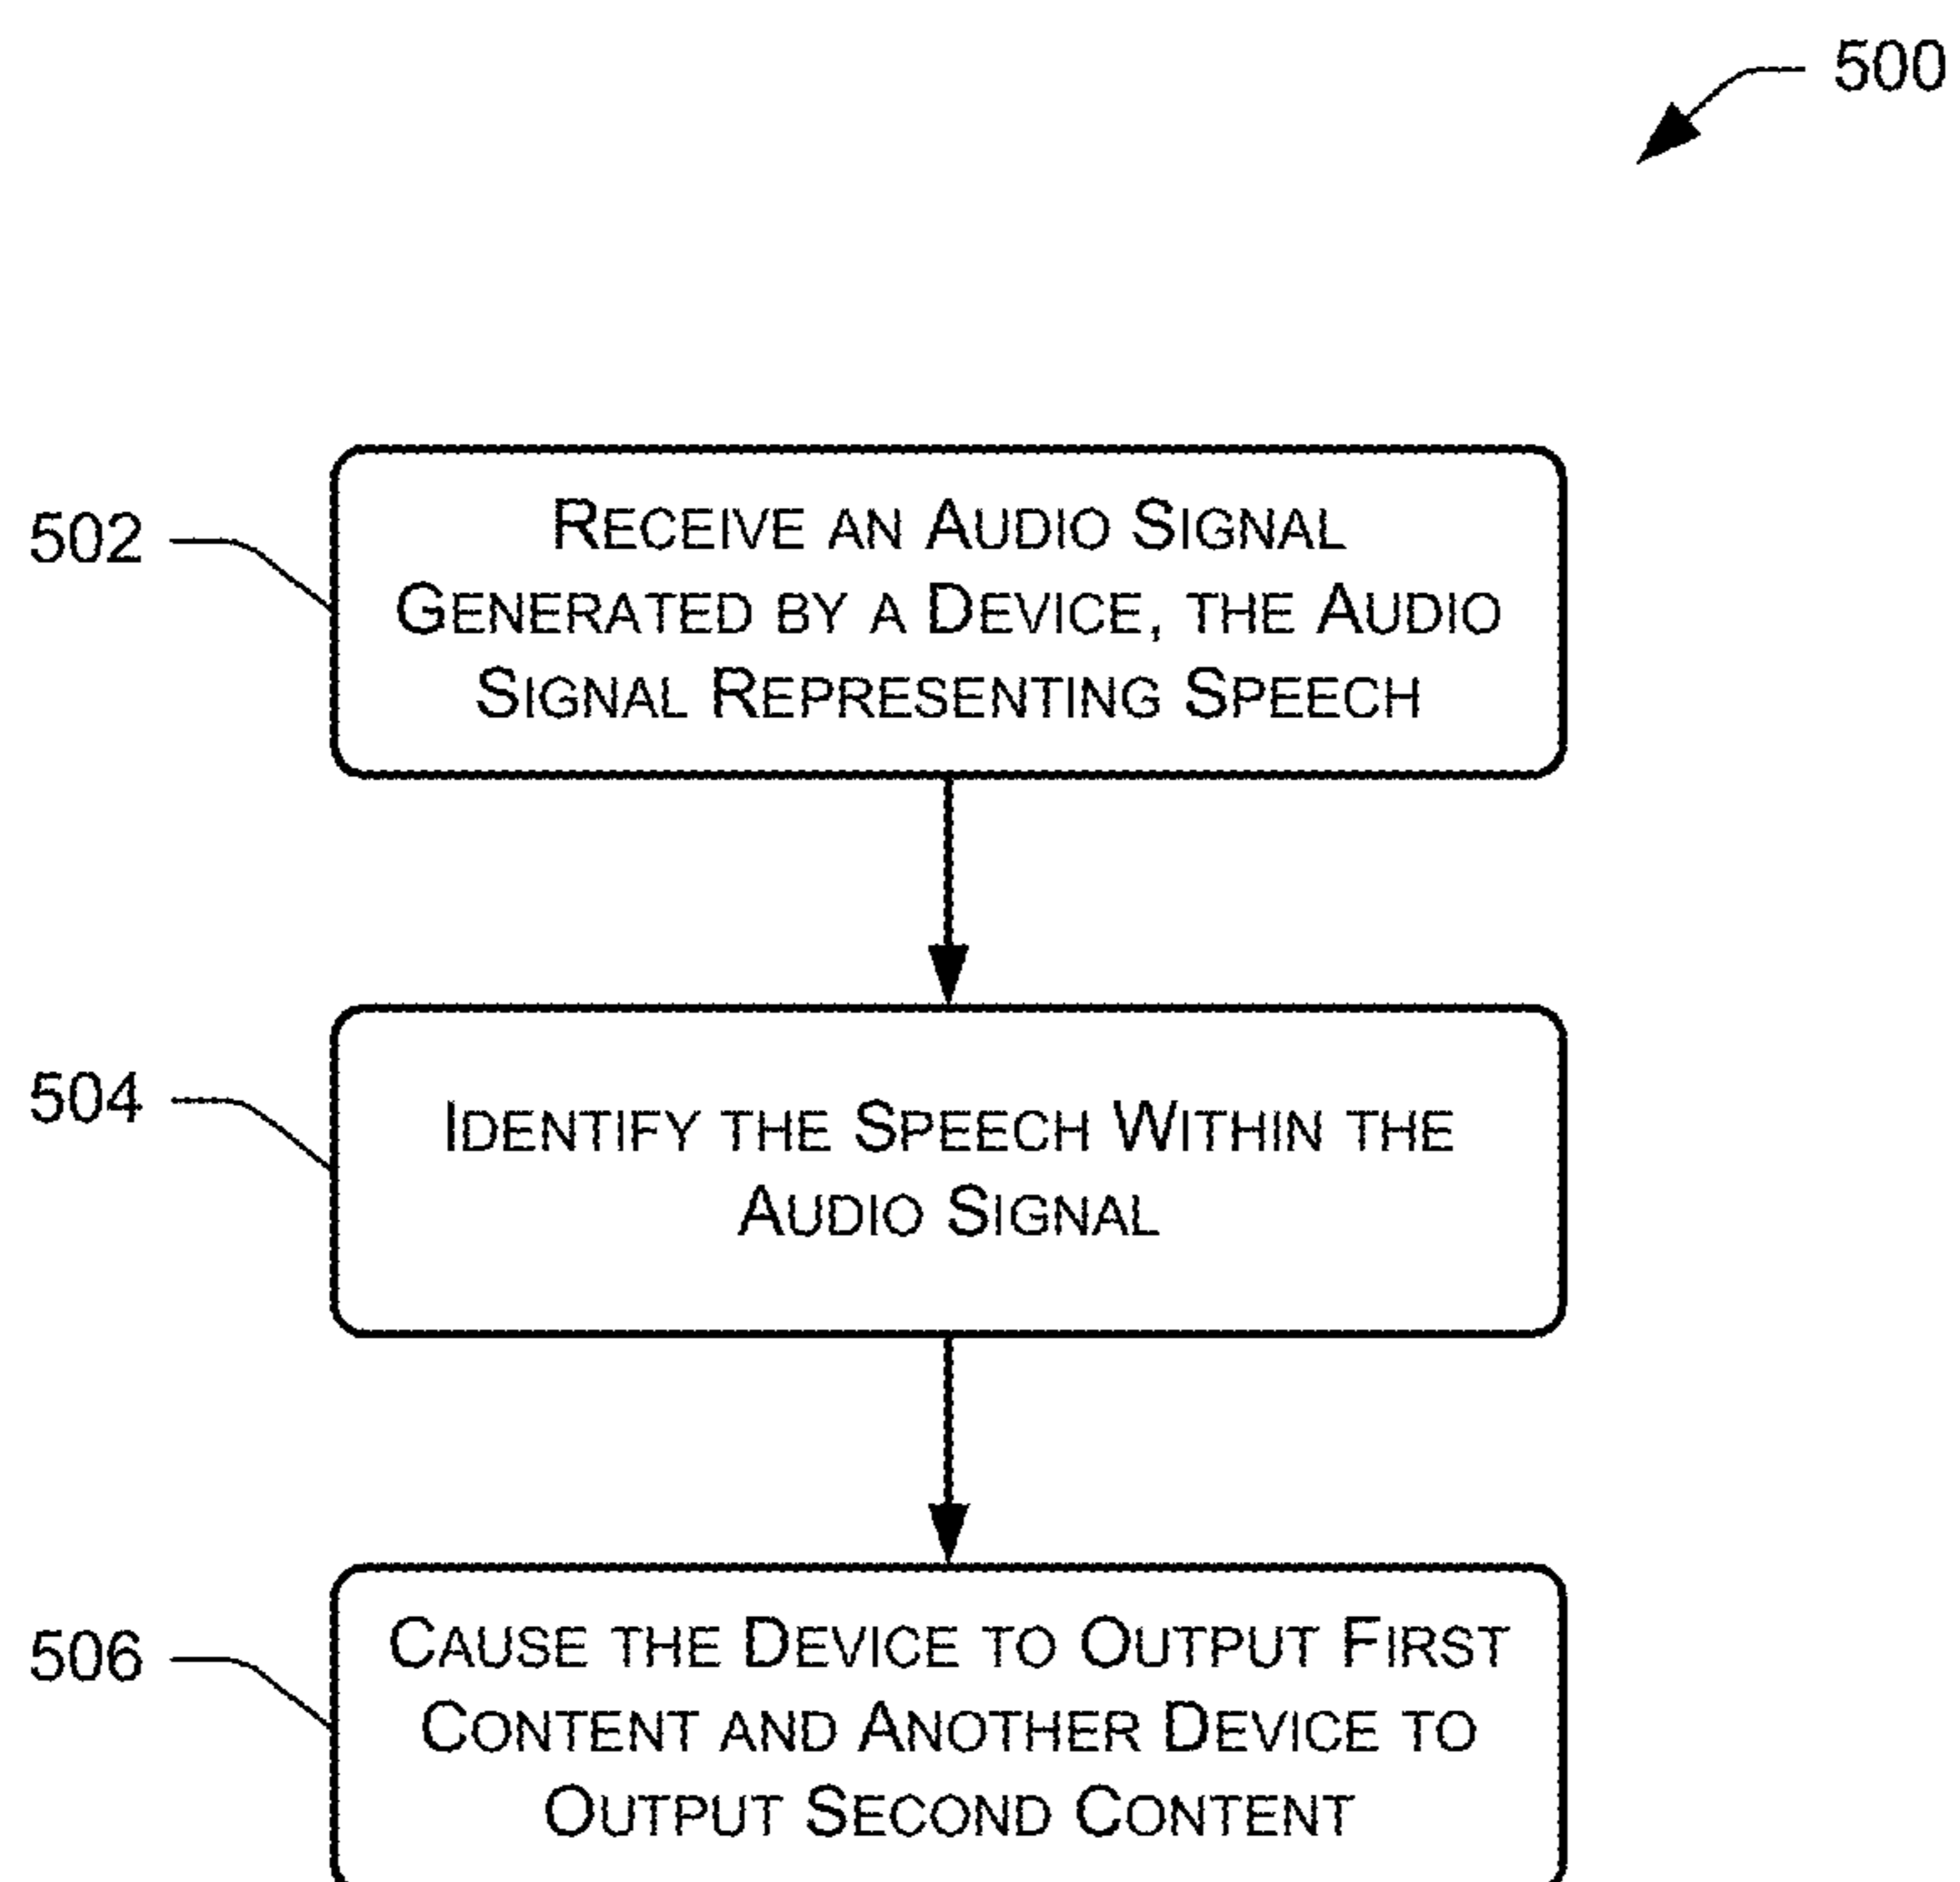 500
502
RECEIVE AN AUDIO SIGNAL
GENERATED BY A DEVICE, THE AUDIO
SIGNAL REPRESENTING SPEECH
504
IDENTIFY THE SPEECH WITHIN THE
AUDIO SIGNAL
506
CAUSE THE DEVICE TO OUTPUT FIRST
CONTENT AND ANOTHER DEVICE TO
OUTPUT SECOND CONTENT